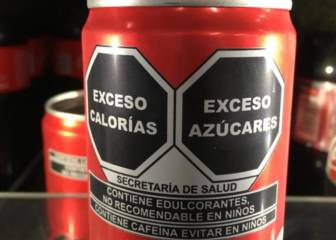 EXCESO
CALORÍAS
EXCESO
AZÚCARES
SECRETARÍA DE SALUD
CONTIENE EDULCORANTES,
NO RECOMENDABLE EN NIÑOS
CONTIENE CAFEÍNA EVITAR EN NIÑOS